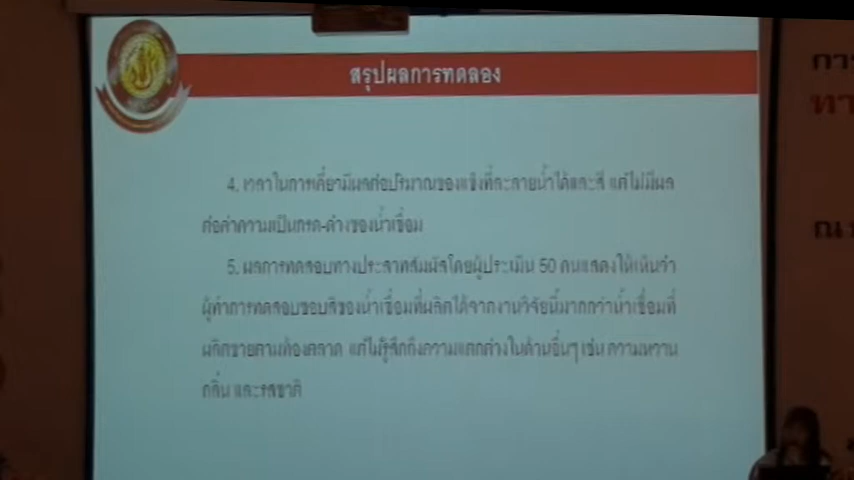 สรุปผลการทดลอง
4. เวลาในการเคี่ยวมีผลต่อปริมาณของแข็งที่ละลายน้ำได้และสี แต่ไม่มีผล
ต่อค่าความเป็นกรด-ด่างของน้ำเชื่อม
5. ผลการทดสอบทางประสาทสัมผัสโดยผู้ประเมิน 50 คนแสดงให้เห็นว่า
ผู้ทำการทดสอบชอบสีของน้ำเชื่อมที่ผลิตได้จากงานวิจัยนี้มากกว่าน้ำเชื่อมที่
ผลิตขายตามท้องตลาด แต่ไม่รู้สึกถึงความแตกต่างในด้านอื่นๆ เช่น ความหวาน
กลิ่น และรสชาติ
การ
ณ